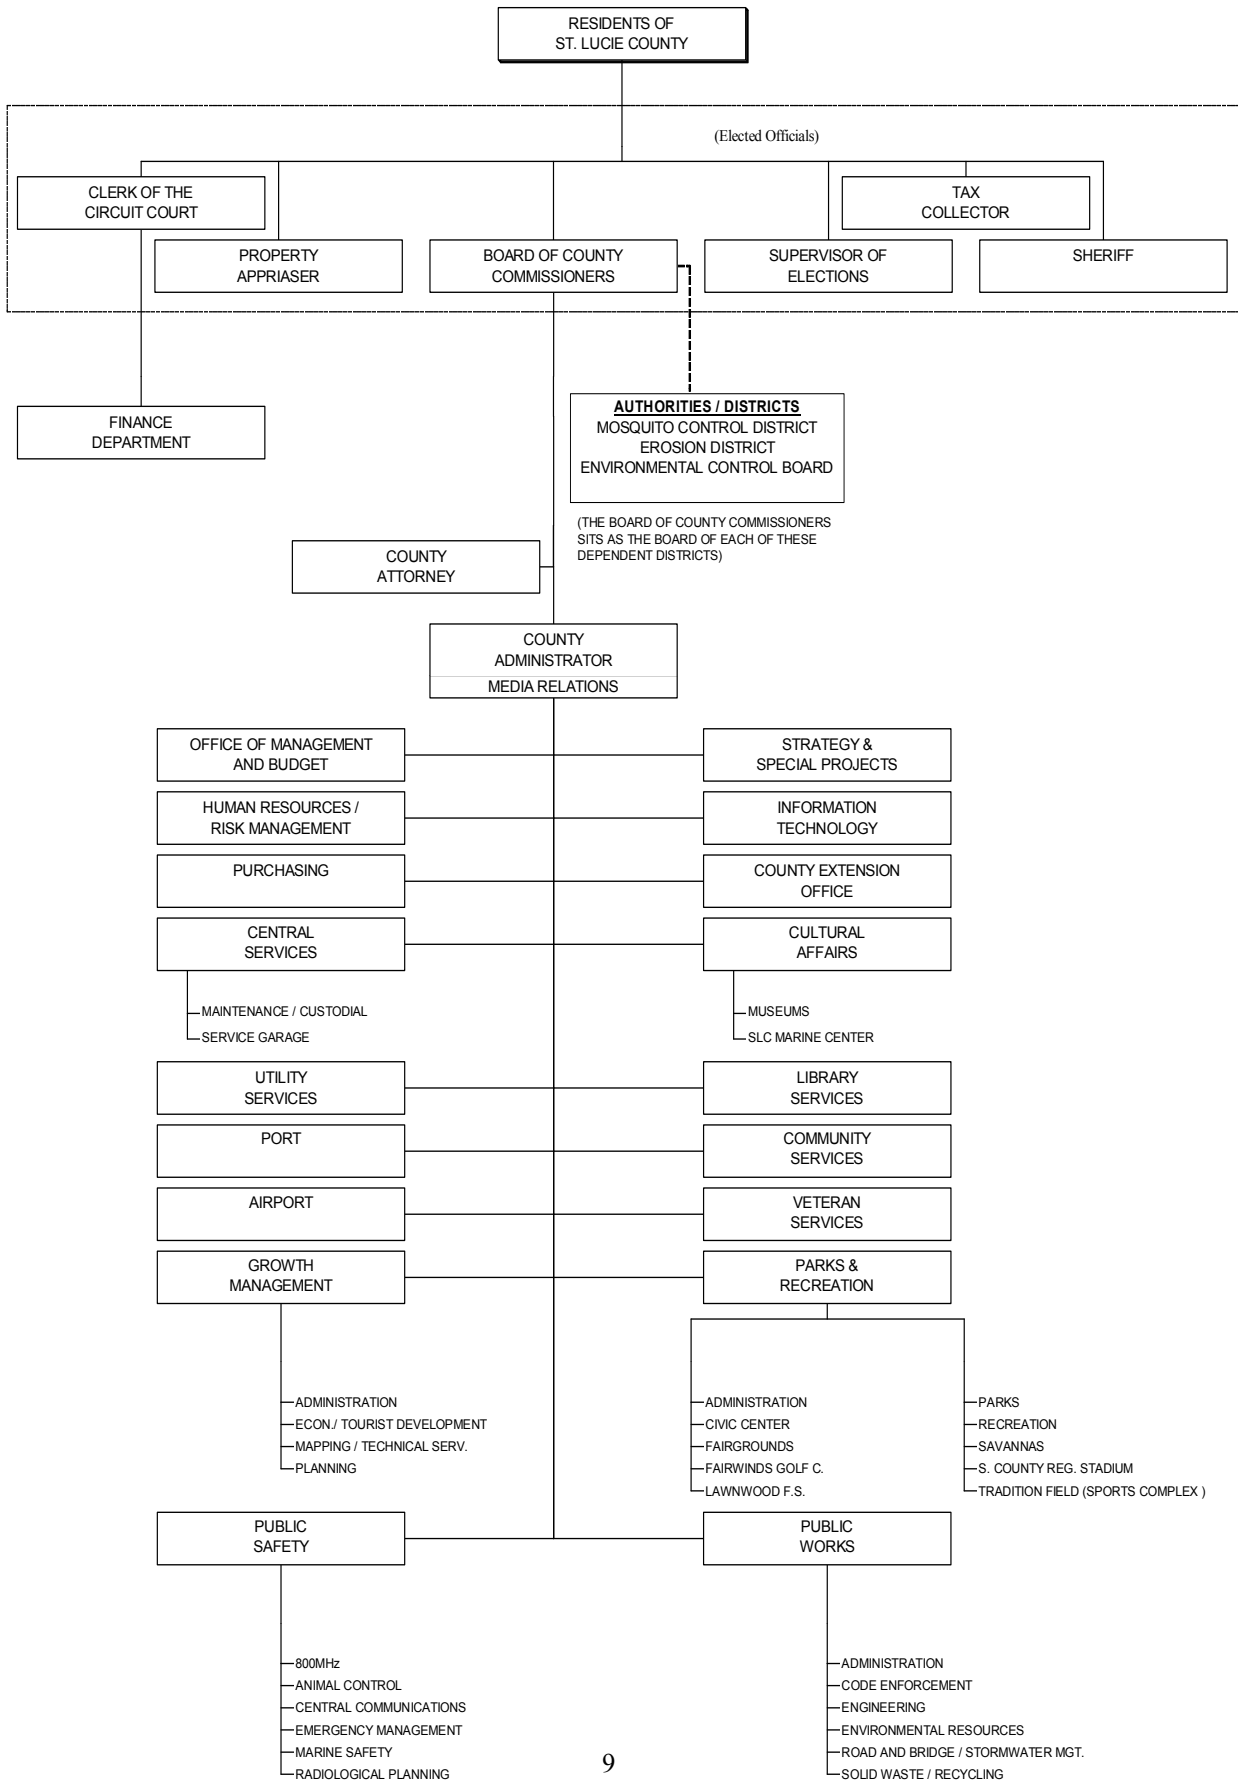 RESIDENTS OF
ST. LUCIE COUNTY
(Elected Officials)
CLERK OF THE
CIRCUIT COURT
TAX
COLLECTOR
PROPERTY
APPRIASER
BOARD OF COUNTY
COMMISSIONERS
SUPERVISOR OF
ELECTIONS
SHERIFF
FINANCE
DEPARTMENT
AUTHORITIES / DISTRICTS
MOSQUITO CONTROL DISTRICT
EROSION DISTRICT
ENVIRONMENTAL CONTROL BOARD
(THE BOARD OF COUNTY COMMISSIONERS
SITS AS THE BOARD OF EACH OF THESE
DEPENDENT DISTRICTS)
COUNTY
ATTORNEY
COUNTY
ADMINISTRATOR
MEDIA RELATIONS
OFFICE OF MANAGEMENT
AND BUDGET
STRATEGY &
SPECIAL PROJECTS
HUMAN RESOURCES /
RISK MANAGEMENT
INFORMATION
TECHNOLOGY
PURCHASING
COUNTY EXTENSION
OFFICE
CENTRAL
SERVICES
CULTURAL
AFFAIRS
MAINTENANCE / CUSTODIAL
SERVICE GARAGE
MUSEUMS
SLC MARINE CENTER
UTILITY
SERVICES
LIBRARY
SERVICES
PORT
COMMUNITY
SERVICES
AIRPORT
VETERAN
SERVICES
GROWTH
MANAGEMENT
PARKS &
RECREATION
ADMINISTRATION
ECON./ TOURIST DEVELOPMENT
MAPPING / TECHNICAL SERV.
PLANNING
ADMINISTRATION
CIVIC CENTER
FAIRGROUNDS
FAIRWINDS GOLF C.
LAWNWOOD F.S.
PARKS
RECREATION
SAVANNAS
S. COUNTY REG. STADIUM
TRADITION FIELD (SPORTS COMPLEX )
PUBLIC
SAFETY
PUBLIC
WORKS
800MHz
ANIMAL CONTROL
CENTRAL COMMUNICATIONS
EMERGENCY MANAGEMENT
MARINE SAFETY
RADIOLOGICAL PLANNING
ADMINISTRATION
CODE ENFORCEMENT
ENGINEERING
ENVIRONMENTAL RESOURCES
ROAD AND BRIDGE / STORMWATER MGT.
SOLID WASTE / RECYCLING
9